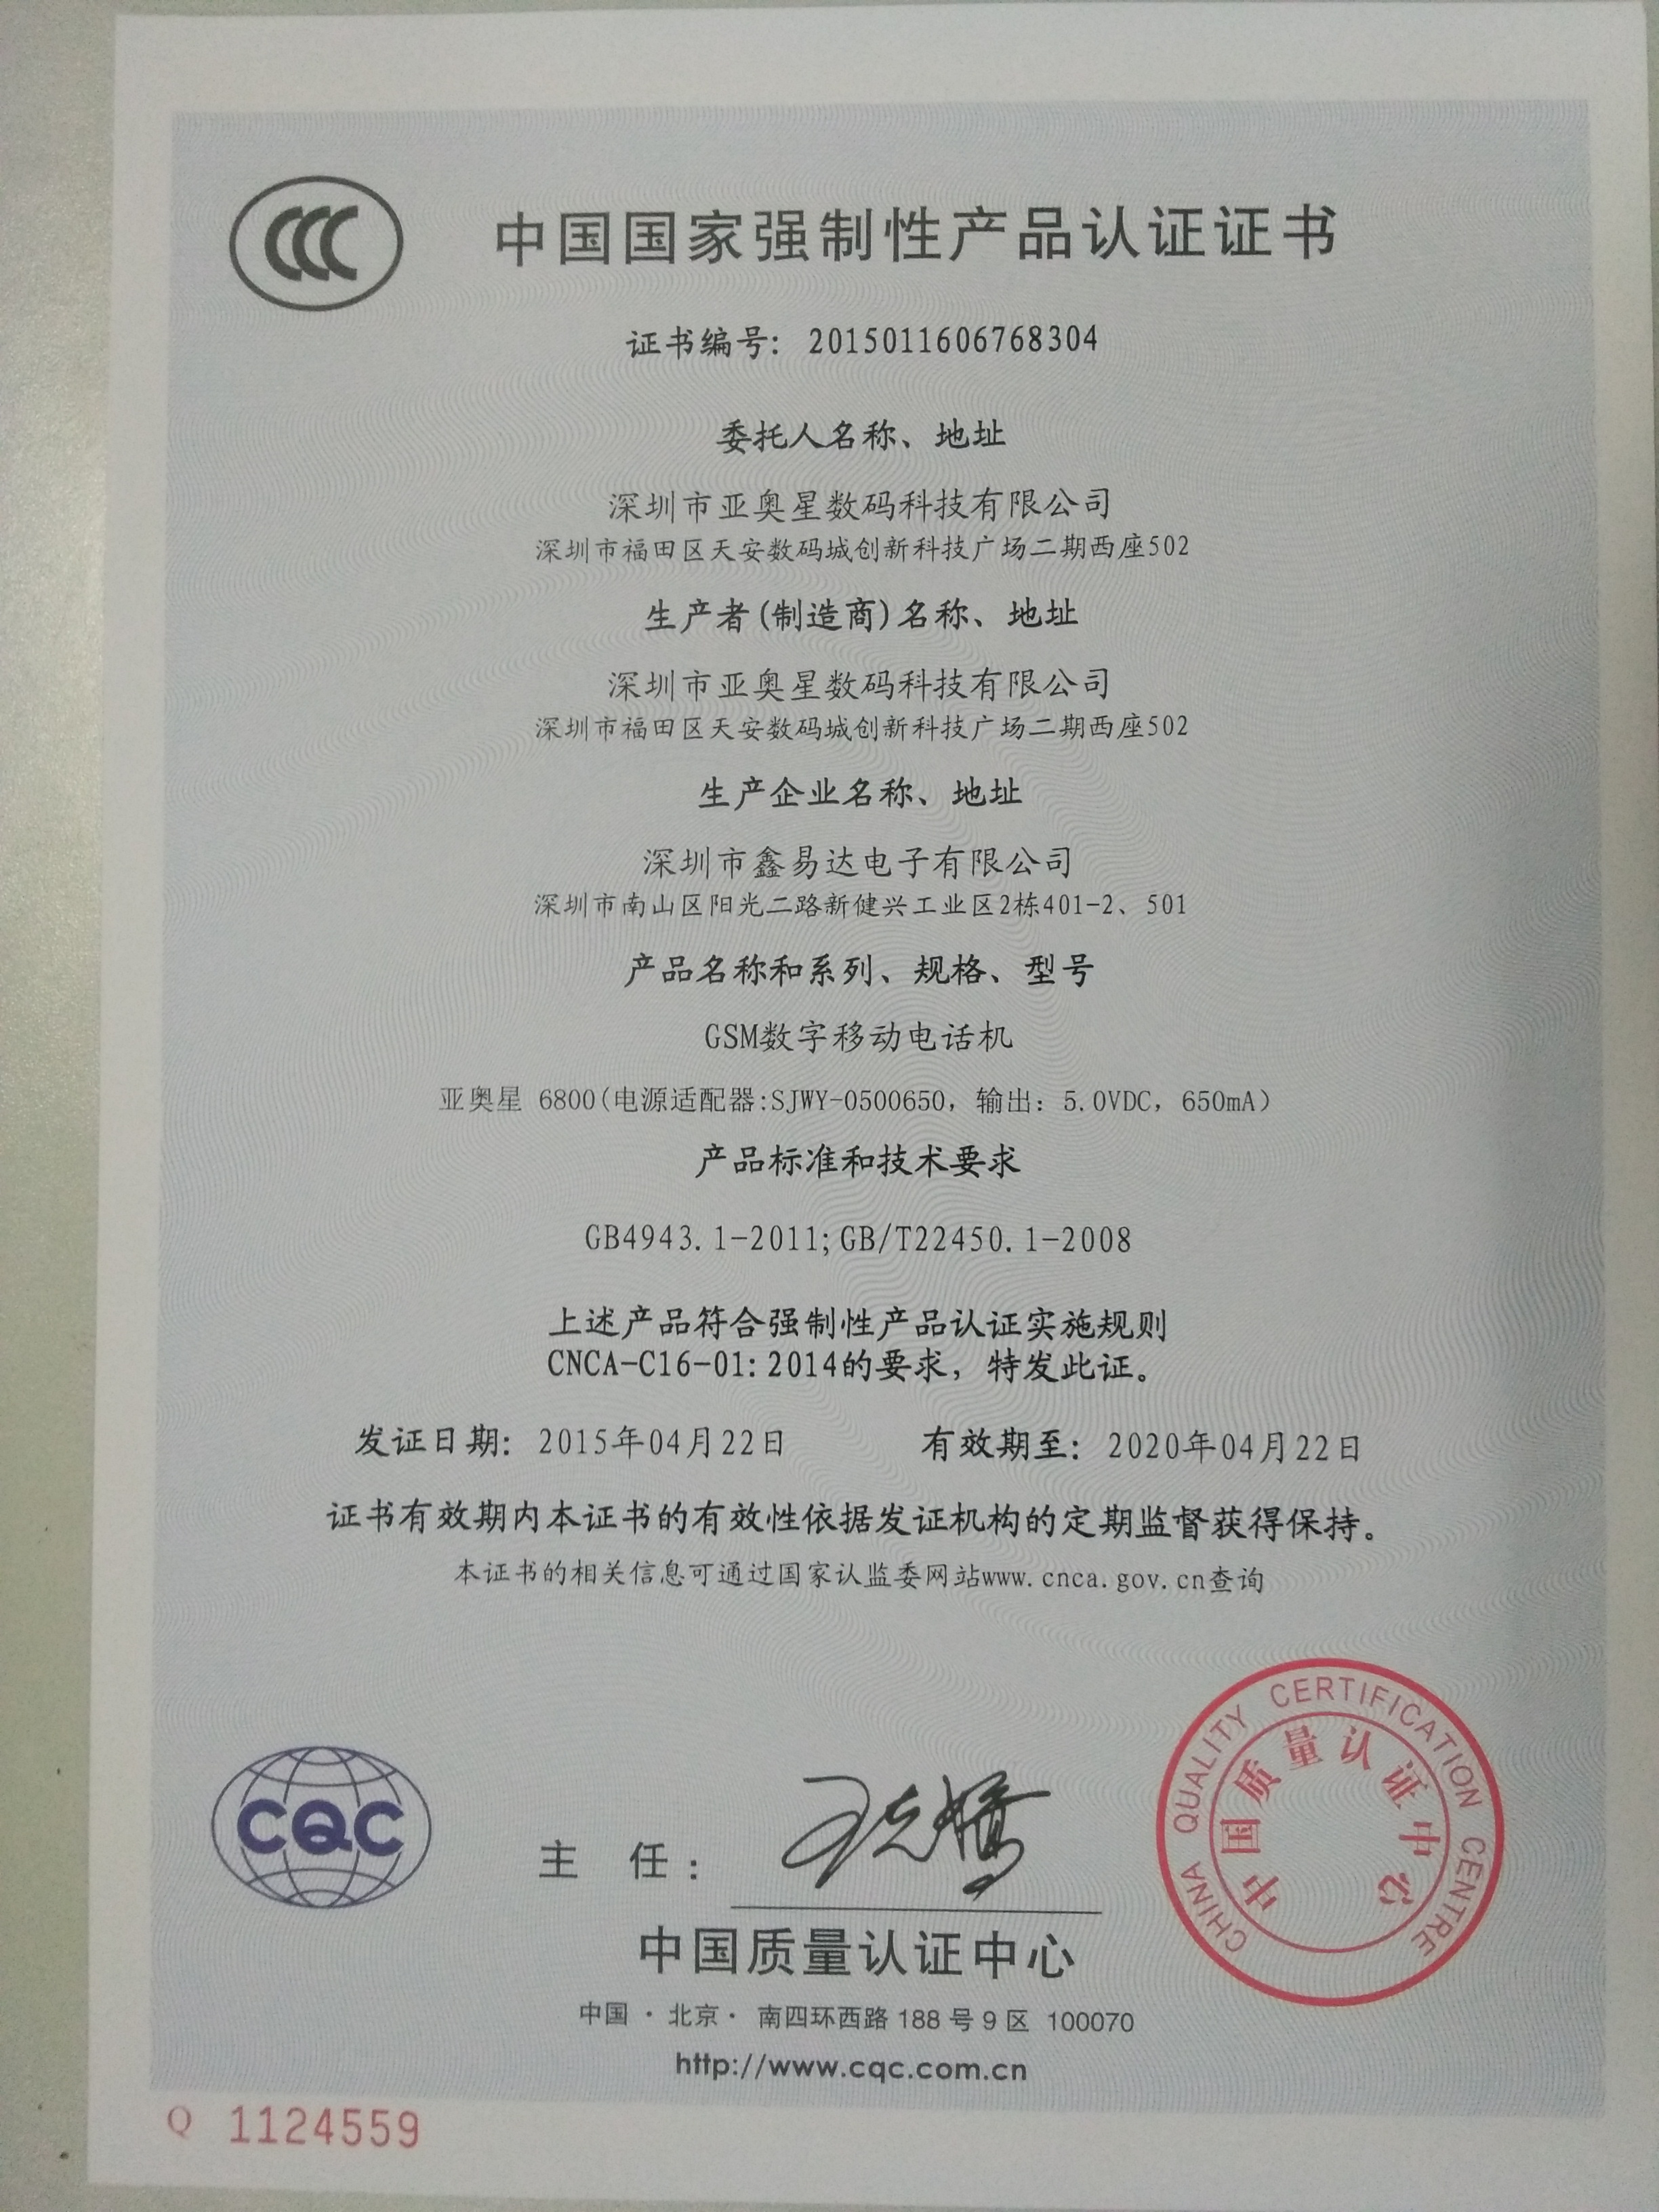 CCC
中国国家强制性产品认证证书
证书编号：2015011606768304
委托人名称、地址
深圳市亚奥星数码科技有限公司
深圳市福田区天安数码城创新科技广场二期西座502
生产者(制造商)名称、地址
深圳市亚奥星数码科技有限公司
深圳市福田区天安数码城创新科技广场二期西座502
生产企业名称、地址
深圳市鑫易达电子有限公司
深圳市南山区阳光二路新健兴工业区2栋401-2、501
产品名称和系列、规格、型号
GSM数字移动电话机
亚奥星 6800(电源适配器:SJWY-0500650，输出：5.0VDC，650mA)
产品标准和技术要求
GB4943.1-2011;GB/T22450.1-2008
上述产品符合强制性产品认证实施规则
CNCA-C16-01:2014的要求，特发此证。
发证日期：2015年04月22日 有效期至：2020年04月22日
证书有效期内本证书的有效性依据发证机构的定期监督获得保持。
本证书的相关信息可通过国家认监委网站www.cnca.gov.cn查询
CQC
主 任：
CHINA QUALITY CERTIFICATION CENTRE
中国质量认证中心
中国质量认证中心
中国·北京·南四环西路 188 号 9 区 100070
http://www.cqc.com.cn
Q 1124559